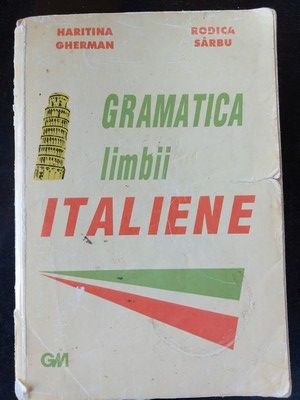 HARITINA
GHERMAN
RODICA
SÂRBU
GRAMATICA
limbii
ITALIENE
GM